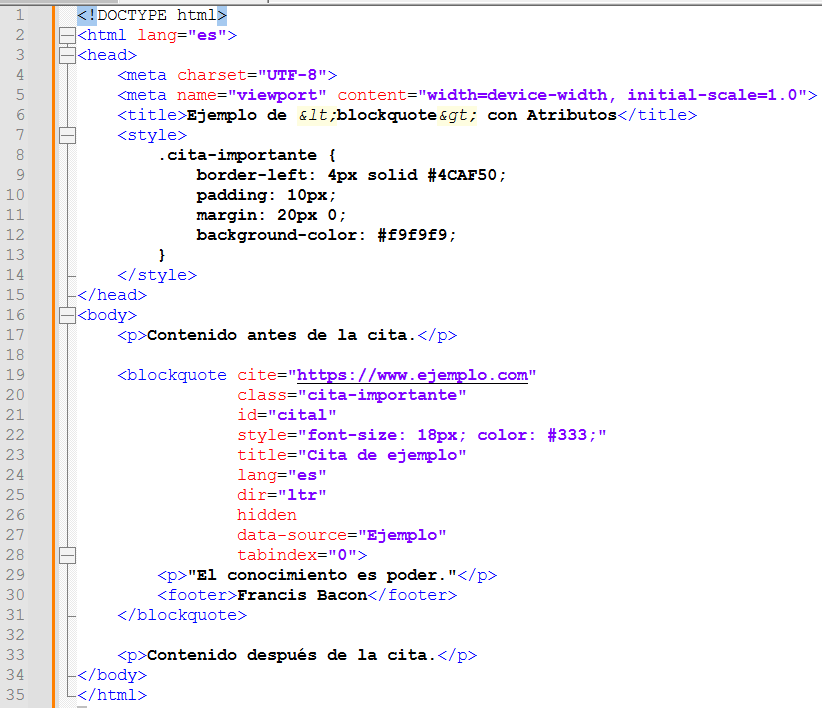 1 <!DOCTYPE html>
2 <html lang="es">
3 <head>
4 <meta charset="UTF-8">
5 <meta name="viewport" content="width=device-width, initial-scale=1.0">
6 <title>Ejemplo de &lt;blockquote&gt; con Atributos</title>
7 <style>
8 .cita-importante {
9 border-left: 4px solid #4CAF50;
10 padding: 10px;
11 margin: 20px 0;
12 background-color: #f9f9f9;
13 }
14 </style>
15 </head>
16 <body>
17 <p>Contenido antes de la cita.</p>
18
19 <blockquote cite="https://www.ejemplo.com"
20 class="cita-importante"
21 id="cita1"
22 style="font-size: 18px; color: #333;"
23 title="Cita de ejemplo"
24 lang="es"
25 dir="ltr"
26 hidden
27 data-source="Ejemplo"
28 tabindex="0">
29 <p>"El conocimiento es poder."</p>
30 <footer>Francis Bacon</footer>
31 </blockquote>
32
33 <p>Contenido después de la cita.</p>
34 </body>
35 </html>